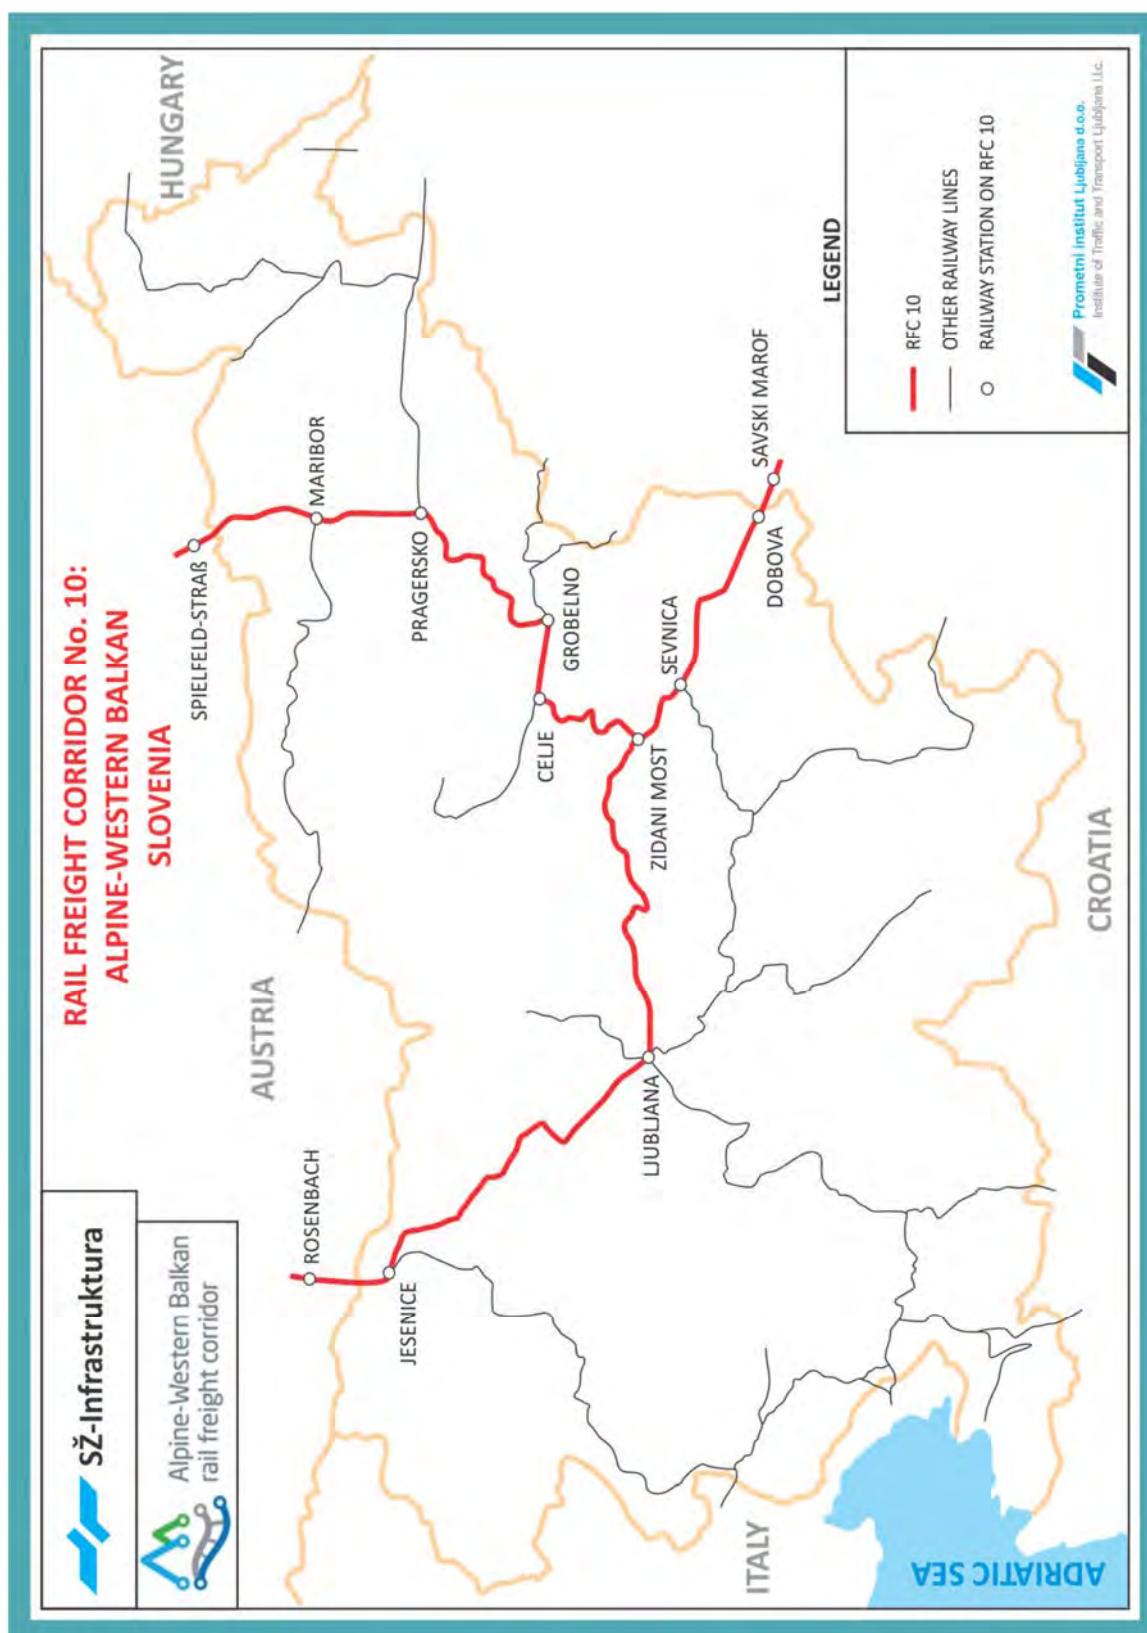 SŽ-Infrastruktura
Alpine-Western Balkan
rail freight corridor
RAIL FREIGHT CORRIDOR No. 10:
ALPINE-WESTERN BALKAN
SLOVENIA
HUNGARY
AUSTRIA
ITALY
CROATIA
ADRIATIC SEA
SPIELFELD-STRAß
MARIBOR
PRAGERSKO
GROBELNO
CELJE
ZIDANI MOST
SEVNICA
DOBOVA
SAVSKI MAROF
LJUBLJANA
ROSENBACH
JESENICE
LEGEND
RFC 10
OTHER RAILWAY LINES
RAILWAY STATION ON RFC 10
Prometni institut Ljubljana d.o.o.
Institute of Traffic and Transport Ljubljana l.l.c.